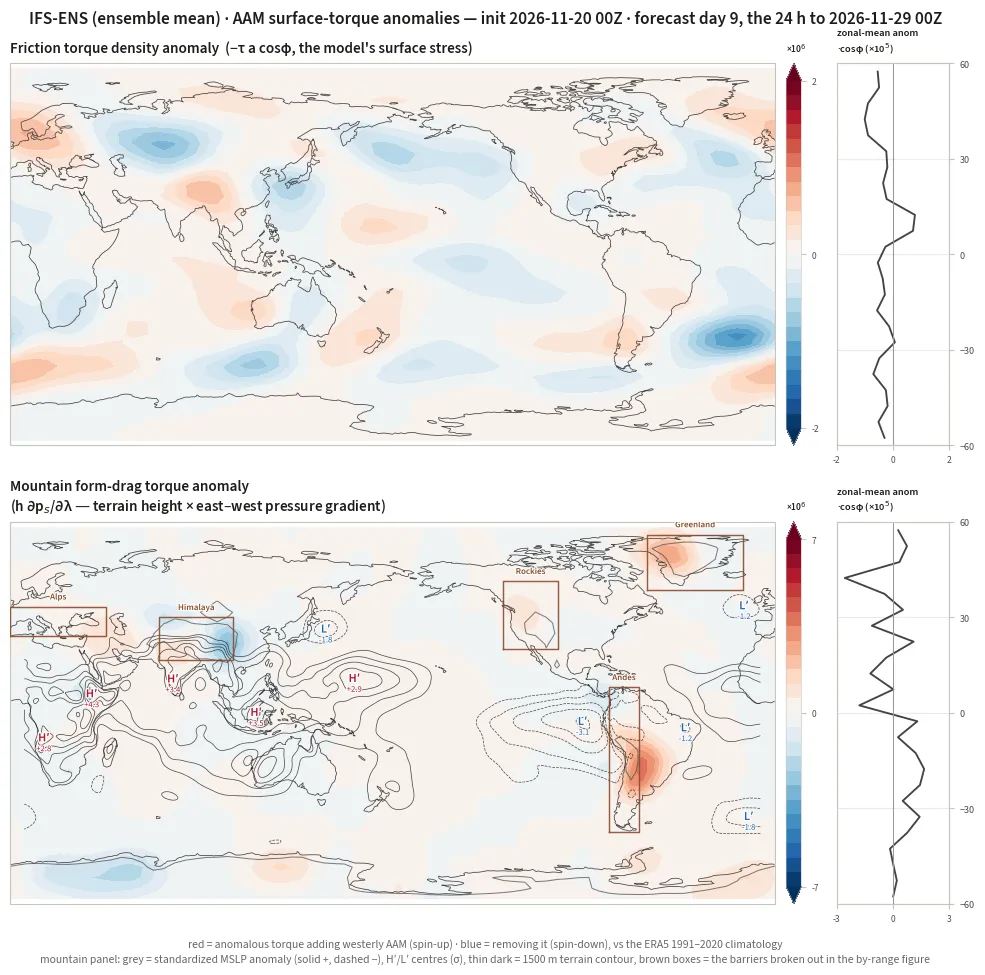 IFS-ENS (ensemble mean) · AAM surface-torque anomalies — init 2026-11-20 00Z · forecast day 9, the 24 h to 2026-11-29 00Z
Friction torque density anomaly (−τ a cosφ, the model's surface stress)
×10⁶
zonal-mean anom
·cosφ (×10⁵)
2
0
-2
60
30
0
−30
−60
-2
0
2
Mountain form-drag torque anomaly
(h ∂pₛ/∂λ — terrain height × east–west pressure gradient)
×10⁶
zonal-mean anom
·cosφ (×10⁵)
Greenland
Rockies
Alps
Himalaya
Andes
L′
-1.8
L′
-1.2
H′
+4.3
H′
+3.4
H′
+2.9
H′
+3.5
H′
+2.8
L′
-3.1
L′
-1.2
L′
-1.8
7
0
-7
60
30
0
−30
−60
-3
0
3
red = anomalous torque adding westerly AAM (spin-up) · blue = removing it (spin-down), vs the ERA5 1991–2020 climatology
mountain panel: grey = standardized MSLP anomaly (solid +, dashed −), H′/L′ centres (σ), thin dark = 1500 m terrain contour, brown boxes = the barriers broken out in the by-range figure